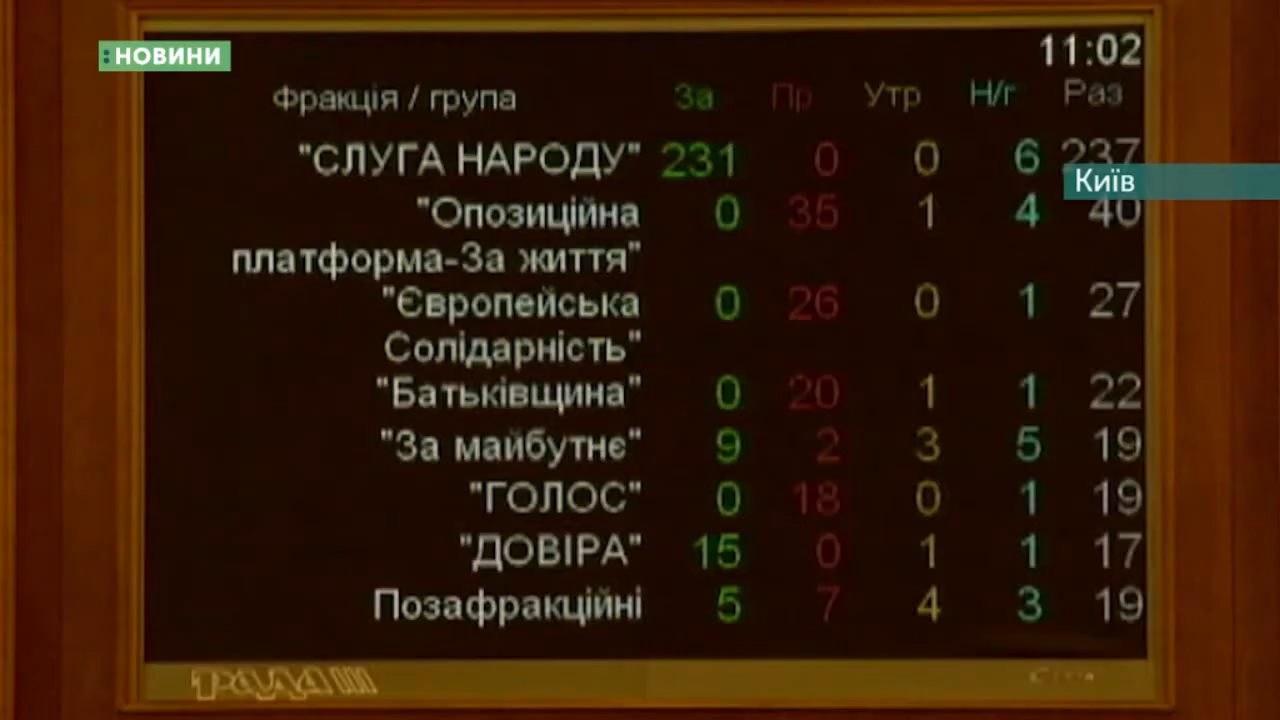 :НОВИНИ
11:02
Фракція / група За Пр Утр Н/г Раз
"СЛУГА НАРОДУ" 231 0 0 6 237
Київ
"Опозиційна 0 35 1 4 40
платформа-За життя"
"Європейська 0 26 0 1 27
Солідарність"
"Батьківщина" 0 20 1 1 22
"За майбутнє" 9 2 3 5 19
"ГОЛОС" 0 18 0 1 19
"ДОВІРА" 15 0 1 1 17
Позафракційні 5 7 4 3 19
РАДА III